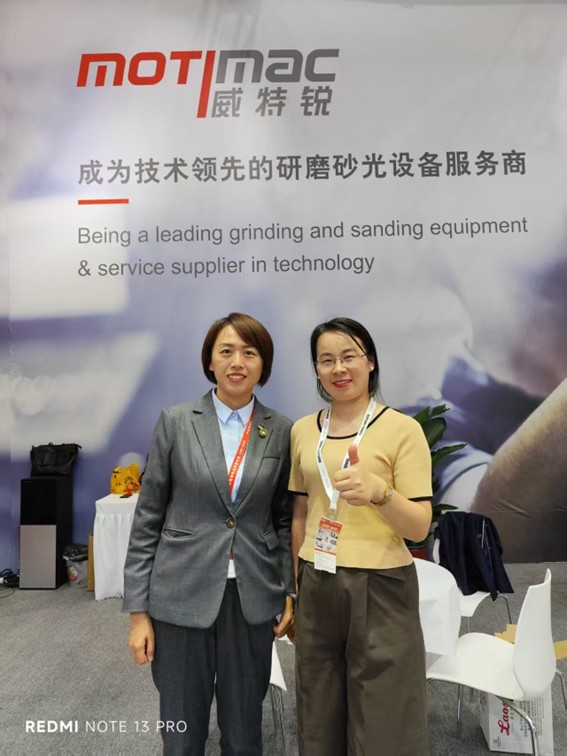 MOTIMAC
威特锐
成为技术领先的研磨砂光设备服务商
Being a leading grinding and sanding equipment
& service supplier in technology
REDMI NOTE 13 PRO